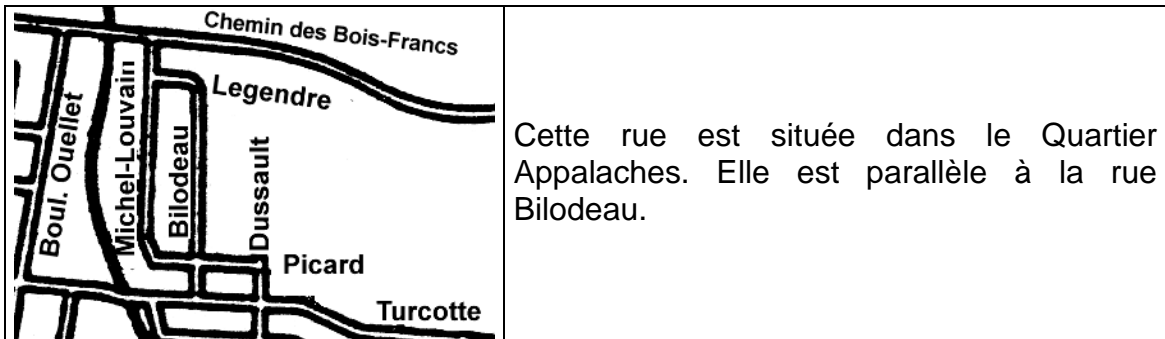 Chemin des Bois-Francs
Legendre
Boul. Ouellet
Michel-Louvain
Bilodeau
Dussault
Picard
Turcotte
Cette rue est située dans le Quartier
Appalaches. Elle est parallèle à la rue
Bilodeau.